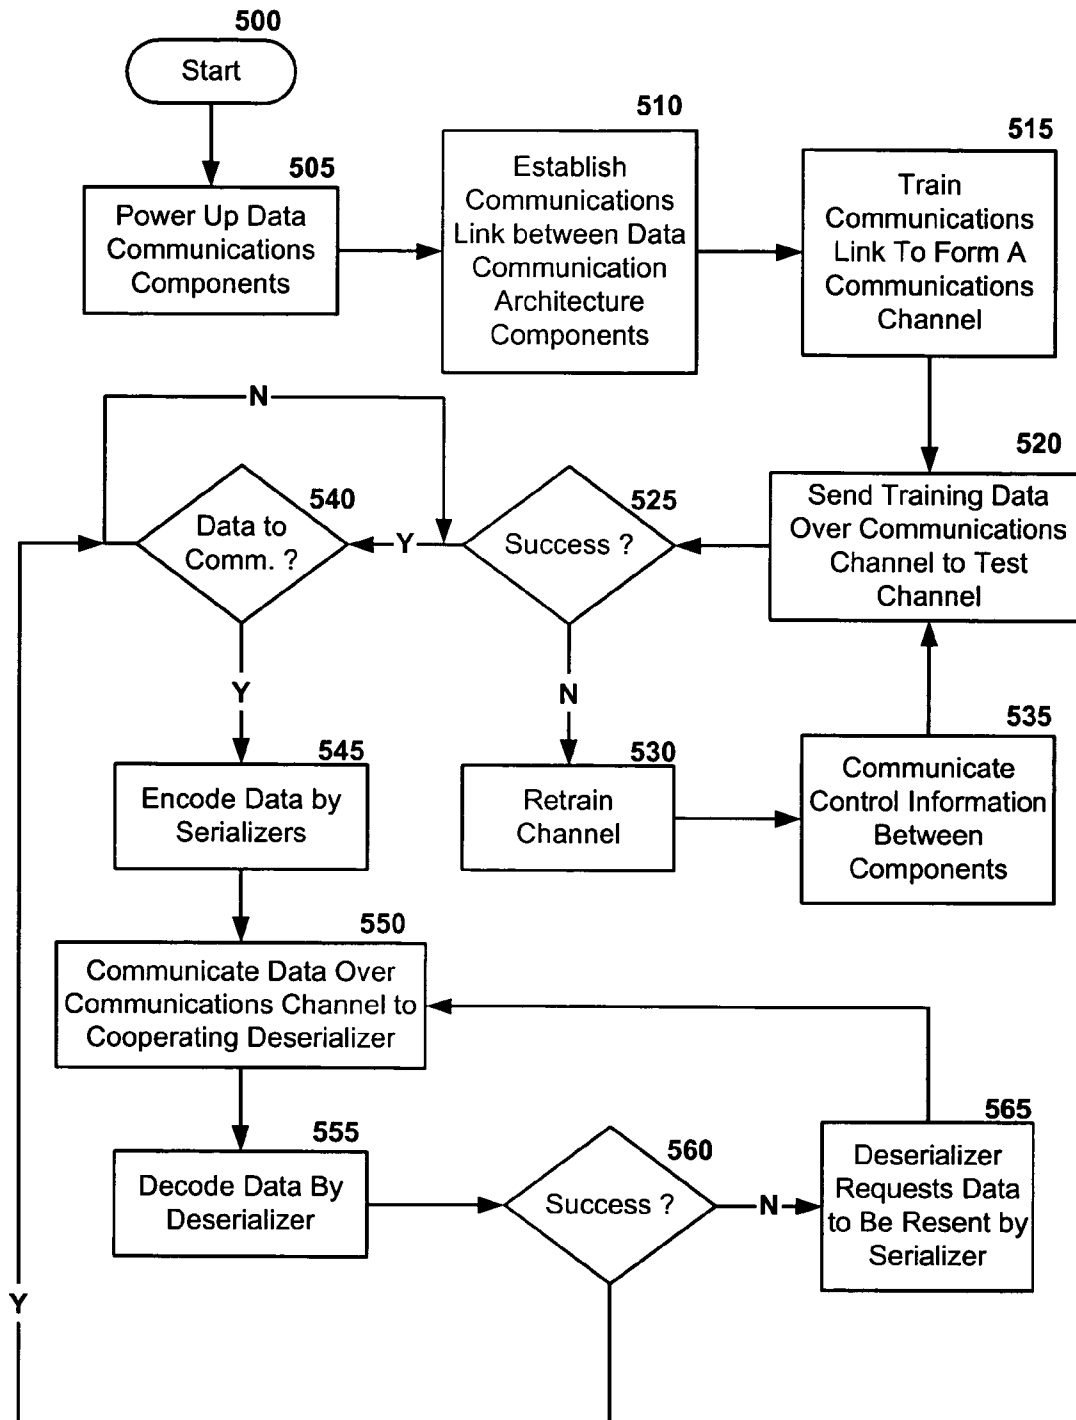 500
Start
505
Power Up Data
Communications
Components
510
Establish
Communications
Link between Data
Communication
Architecture
Components
515
Train
Communications
Link To Form A
Communications
Channel
520
Send Training Data
Over Communications
Channel to Test
Channel
525
Success ?
Y
N
540
Data to
Comm. ?
N
Y
530
Retrain
Channel
535
Communicate
Control Information
Between
Components
545
Encode Data by
Serializers
550
Communicate Data Over
Communications Channel to
Cooperating Deserializer
555
Decode Data By
Deserializer
560
Success ?
N
565
Deserializer
Requests Data
to Be Resent by
Serializer
Y